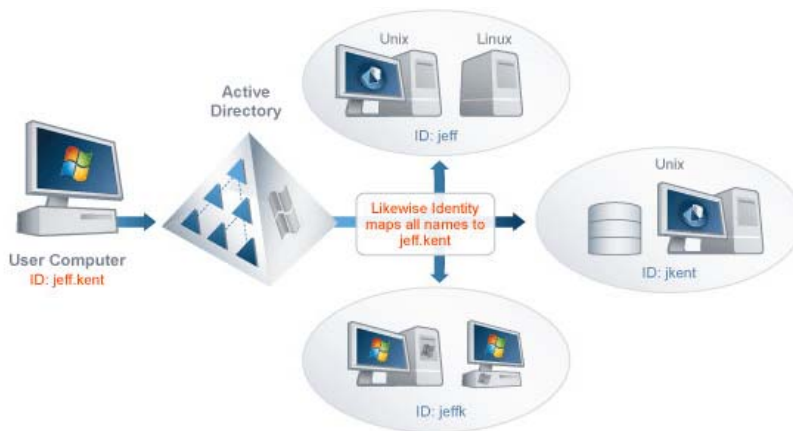 Unix
Linux
ID: jeff
Active
Directory
User Computer
ID: jeff.kent
Likewise Identity
maps all names to
jeff.kent
Unix
ID: jkent
ID: jeffk